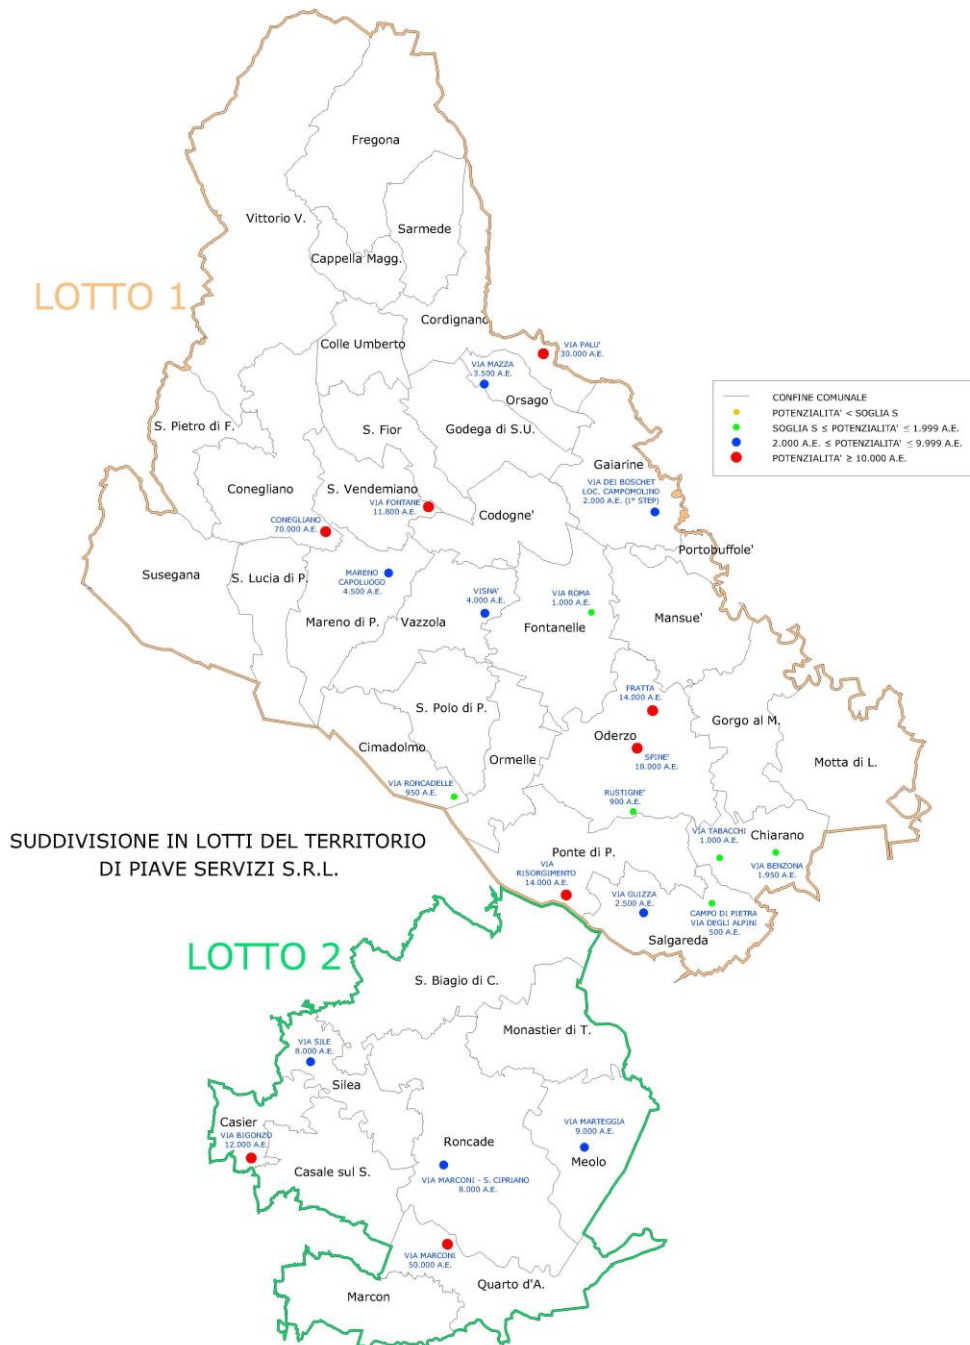 Fregona
Vittorio V.
Sarmede
Cappella Magg.
LOTTO 1
Cordignano
Colle Umberto
VIA PALU'
30.000 A.E.
VIA MAZZA
3.500 A.E.
Orsago
CONFINE COMUNALE
POTENZIALITA' < SOGLIA S
SOGLIA S ≤ POTENZIALITA' ≤ 1.999 A.E.
2.000 A.E. ≤ POTENZIALITA' ≤ 9.999 A.E.
POTENZIALITA' ≥ 10.000 A.E.
S. Pietro di F.
S. Fior
Godega di S.U.
Gaiarine
Conegliano
S. Vendemiano
VIA DEI BOSCHET
LOC. CAMPOMOLINO
2.000 A.E. (I° STEP)
VIA FONTANE
11.800 A.E.
Codogne'
CONEGLIANO
70.000 A.E.
Portobuffole'
Susegana
S. Lucia di P.
MARENO
CAPOLUOGO
4.500 A.E.
VISNA'
4.000 A.E.
VIA ROMA
1.000 A.E.
Mareno di P.
Vazzola
Fontanelle
Mansue'
FRATTA
14.000 A.E.
S. Polo di P.
Gorgo al M.
Oderzo
Cimadolmo
Ormelle
SPINE'
18.000 A.E.
Motta di L.
VIA RONCADELLE
950 A.E.
RUSTIGNE'
900 A.E.
SUDDIVISIONE IN LOTTI DEL TERRITORIO
DI PIAVE SERVIZI S.R.L.
VIA TABACCHI
1.000 A.E.
Chiarano
Ponte di P.
VIA
RISORGIMENTO
14.000 A.E.
VIA BENZONA
1.950 A.E.
VIA GUIZZA
2.500 A.E.
CAMPO DI PIETRA
VIA DEGLI ALPINI
500 A.E.
Salgareda
LOTTO 2
S. Biagio di C.
Monastier di T.
VIA SILE
8.000 A.E.
Silea
Casier
VIA BIGONZO
12.000 A.E.
VIA MARTEGGIA
9.000 A.E.
Roncade
Meolo
Casale sul S.
VIA MARCONI - S. CIPRIANO
8.000 A.E.
VIA MARCONI
50.000 A.E.
Quarto d'A.
Marcon